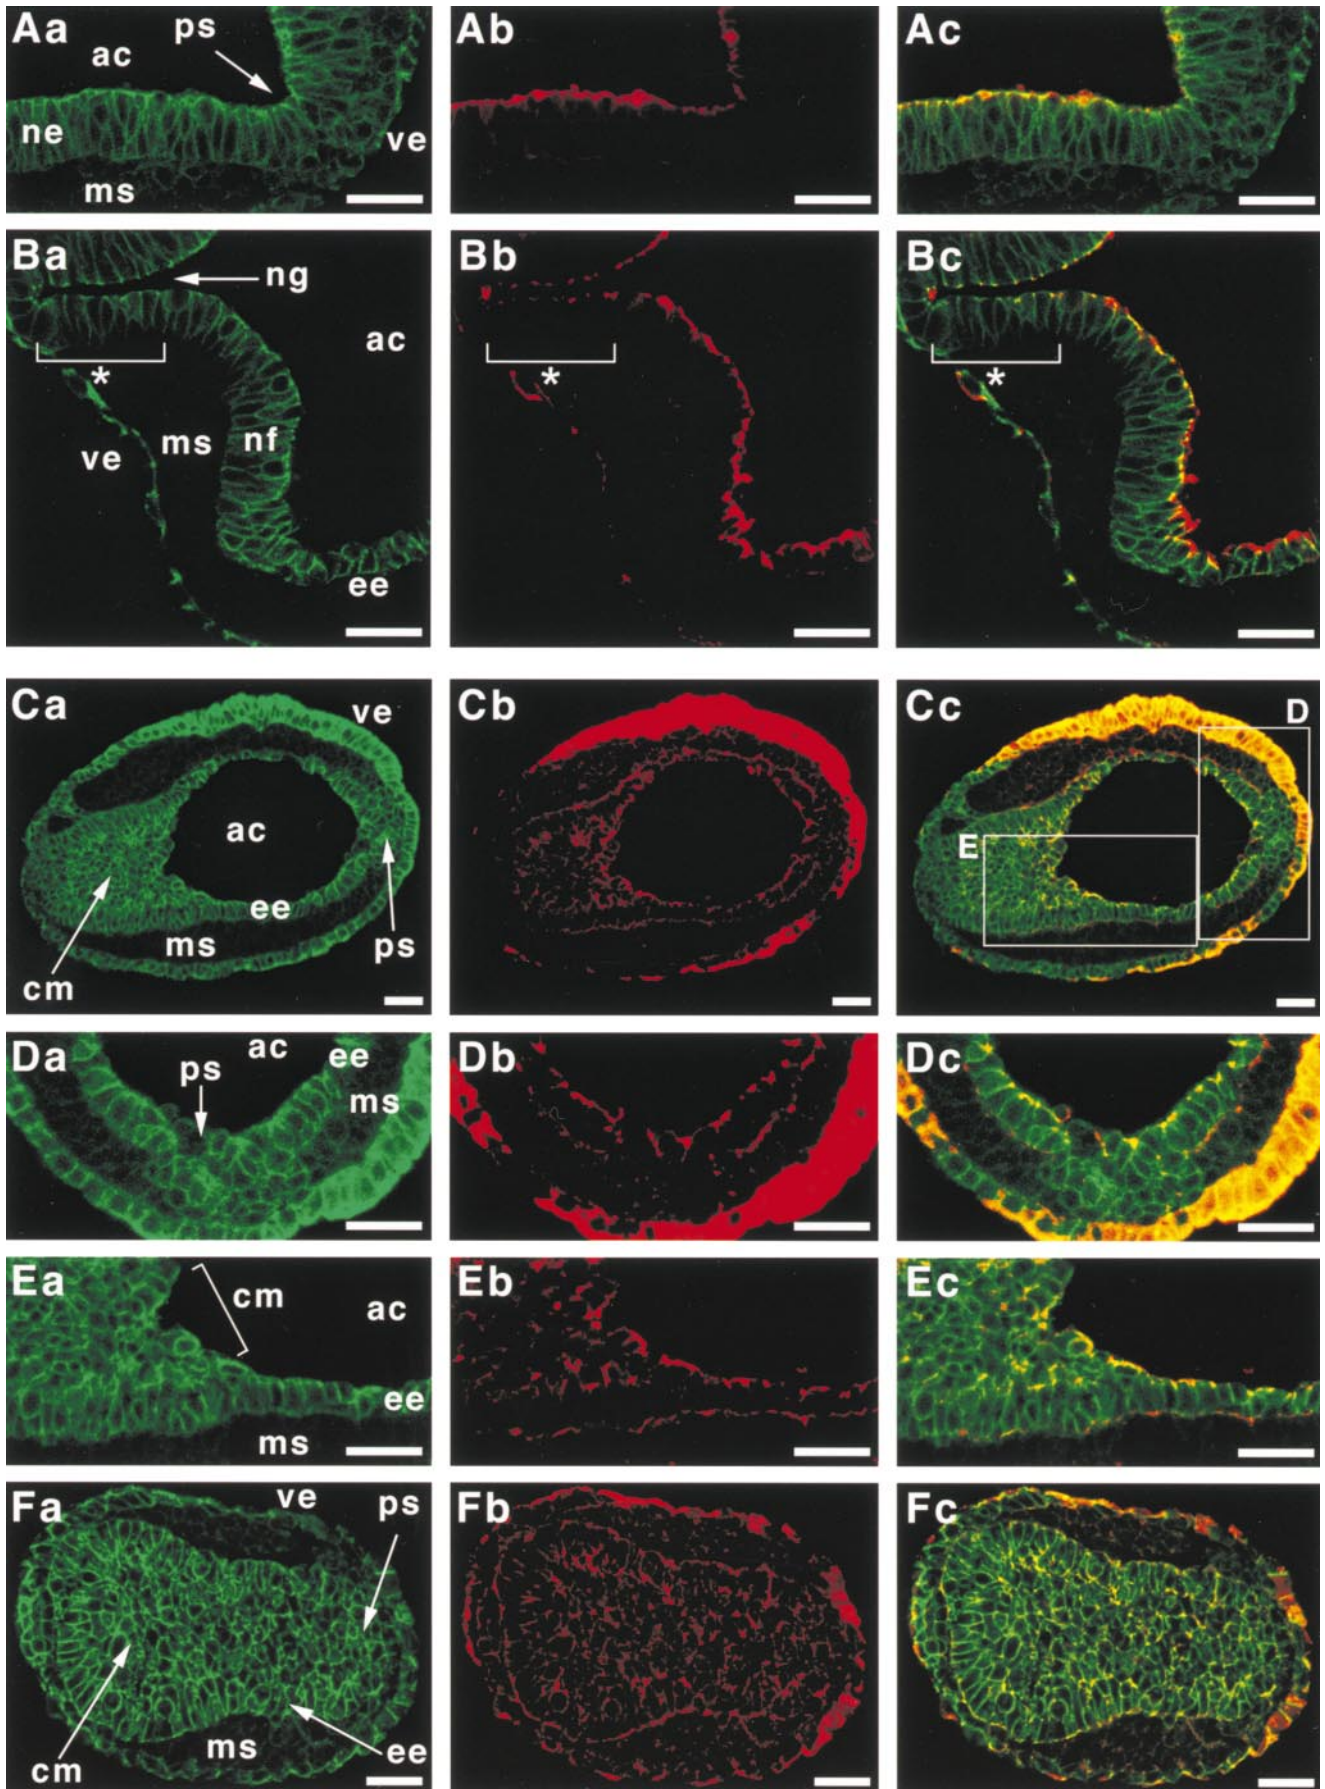 Aa ps Ab Ac
ac
ne ve
ms
Ba ng Bb Bc
ac
* * *
ms nf
ve
ee
Ca ve Cb Cc D
ac E
ee
ms ps
cm
Da ac ee Db Dc
ps ms
Ea cm Eb Ec
ac
ee
ms
Fa ve ps Fb Fc
ms
cm ee